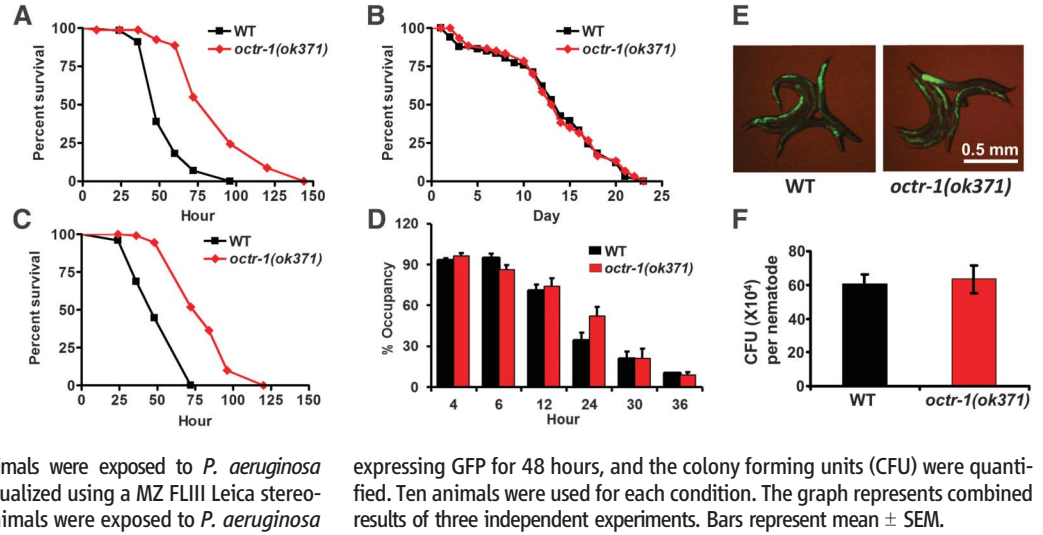 A
Percent survival
100
75
50
25
0
0 25 50 75 100 125 150
Hour
WT
octr-1(ok371)
B
Percent survival
100
75
50
25
0
0 5 10 15 20 25
Day
WT
octr-1(ok371)
E
0.5 mm
WT
octr-1(ok371)
C
Percent survival
100
75
50
25
0
0 25 50 75 100 125 150
Hour
WT
octr-1(ok371)
D
% Occupancy
120
90
60
30
0
4 6 12 24 30 36
Hour
WT
octr-1(ok371)
F
CFU (X10⁴)
per nematode
80
60
40
20
0
WT
octr-1(ok371)
imals were exposed to P. aeruginosa
ualized using a MZ FLIII Leica stereo-
nimals were exposed to P. aeruginosa
expressing GFP for 48 hours, and the colony forming units (CFU) were quanti-
fied. Ten animals were used for each condition. The graph represents combined
results of three independent experiments. Bars represent mean ± SEM.